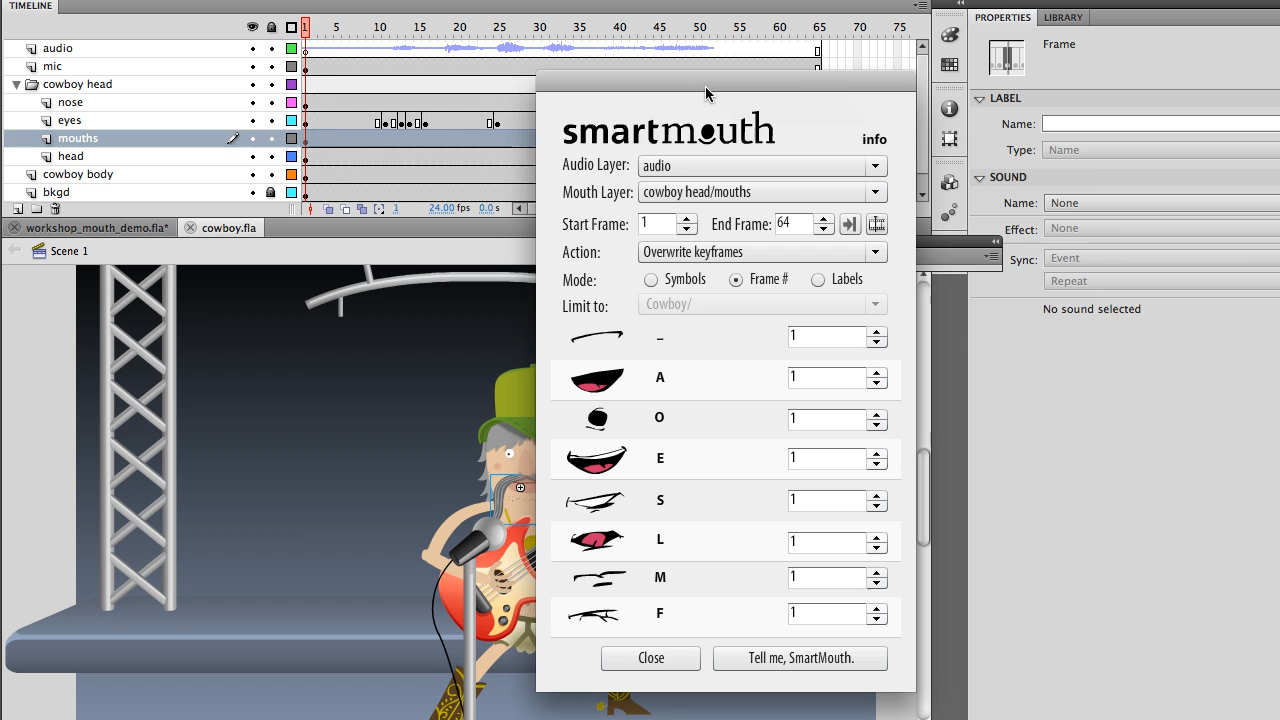 TIMELINE
1 5 10 15 20 25 30 35 40 45 50 55 60 65 70 75
audio
mic
cowboy head
nose
eyes
mouths
head
cowboy body
bkgd
1 24.00 fps 0.0 s
workshop_mouth_demo.fla* cowboy.fla
Scene 1
smartmouth
info
Audio Layer: audio
Mouth Layer: cowboy head/mouths
Start Frame: 1 End Frame: 64
Action: Overwrite keyframes
Mode: Symbols Frame # Labels
Limit to: Cowboy/
– 1
A 1
O 1
E 1
S 1
L 1
M 1
F 1
Close Tell me, SmartMouth.
PROPERTIES LIBRARY
Frame
LABEL
Name:
Type: Name
SOUND
Name: None
Effect: None
Sync: Event
Repeat
No sound selected